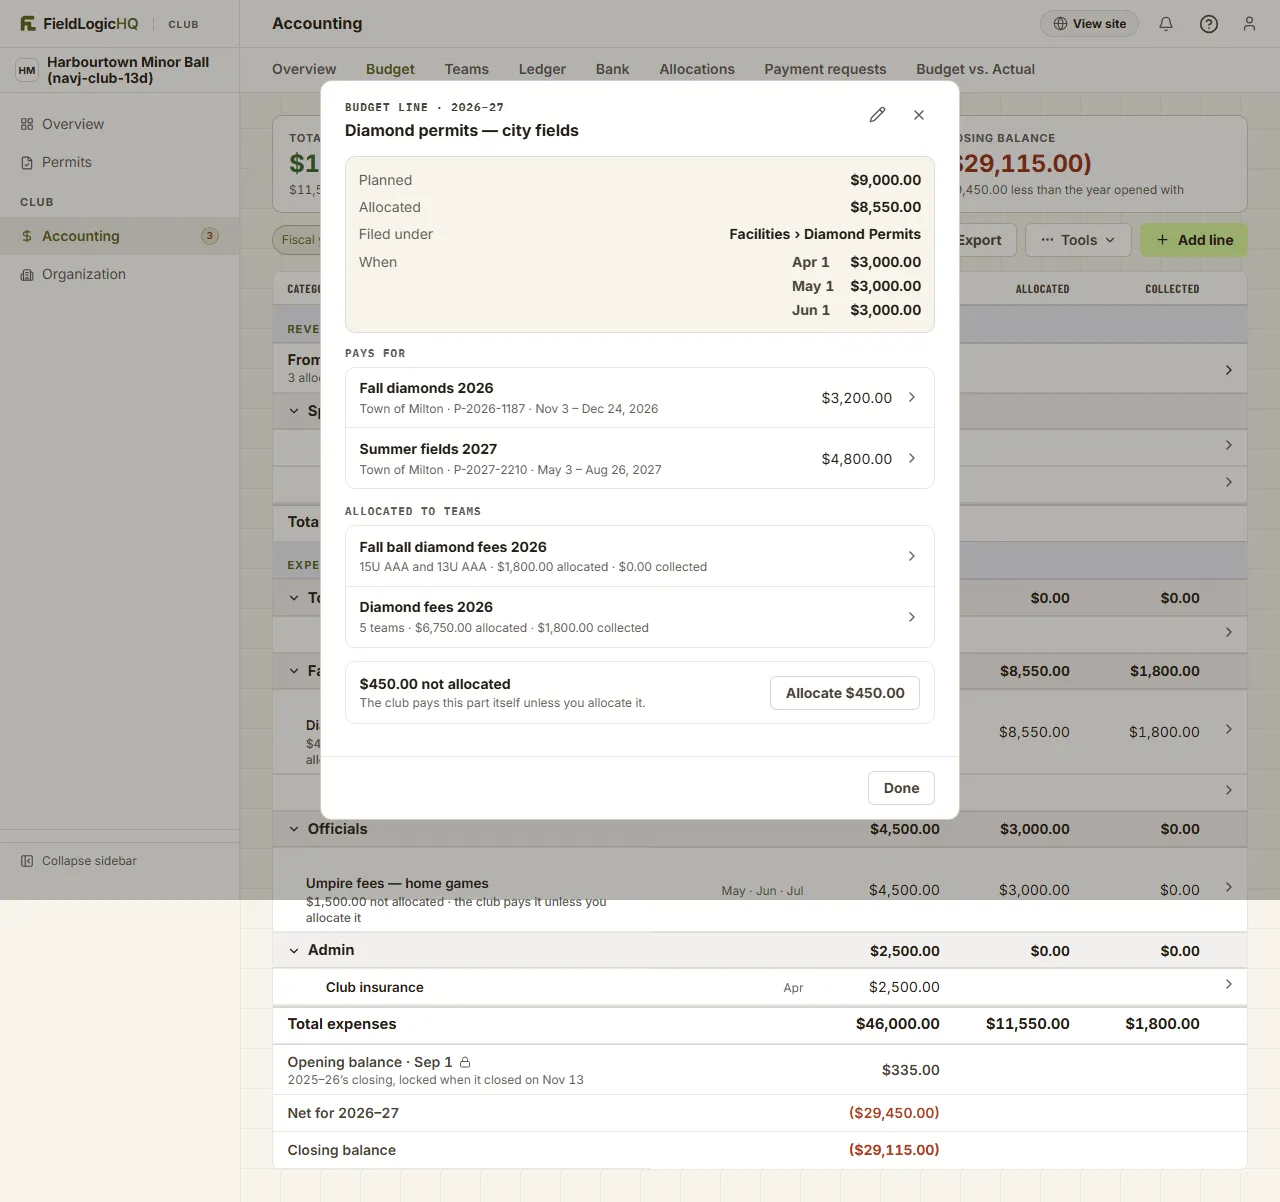 FieldLogicHQ CLUB
Accounting
View site
HM
Harbourtown Minor Ball
(navj-club-13d)
Overview Budget Teams Ledger Bank Allocations Payment requests Budget vs. Actual
Overview
Permits
CLUB
Accounting 3
Organization
Collapse sidebar
BUDGET LINE · 2026–27
Diamond permits — city fields
Planned $9,000.00
Allocated $8,550.00
Filed under Facilities › Diamond Permits
When Apr 1 $3,000.00
May 1 $3,000.00
Jun 1 $3,000.00
PAYS FOR
Fall diamonds 2026
Town of Milton · P-2026-1187 · Nov 3 – Dec 24, 2026
$3,200.00
Summer fields 2027
Town of Milton · P-2027-2210 · May 3 – Aug 26, 2027
$4,800.00
ALLOCATED TO TEAMS
Fall ball diamond fees 2026
15U AAA and 13U AAA · $1,800.00 allocated · $0.00 collected
Diamond fees 2026
5 teams · $6,750.00 allocated · $1,800.00 collected
$450.00 not allocated
The club pays this part itself unless you allocate it.
Allocate $450.00
Done
OSING BALANCE
$29,115.00)
,450.00 less than the year opened with
Fiscal
Export
Tools
Add line
ALLOCATED COLLECTED
REVE
From
3 allo
Tota
EXPE
$0.00 $0.00
$8,550.00 $1,800.00
$8,550.00 $1,800.00
Officials $4,500.00 $3,000.00 $0.00
Umpire fees — home games
$1,500.00 not allocated · the club pays it unless you
allocate it
May · Jun · Jul $4,500.00 $3,000.00 $0.00
Admin $2,500.00 $0.00 $0.00
Club insurance Apr $2,500.00
Total expenses $46,000.00 $11,550.00 $1,800.00
Opening balance · Sep 1
2025–26’s closing, locked when it closed on Nov 13
$335.00
Net for 2026–27 ($29,450.00)
Closing balance ($29,115.00)